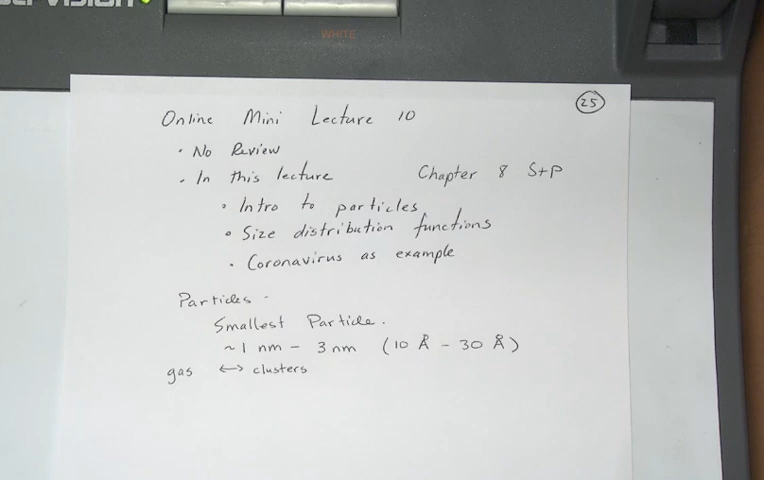 WHITE
25
Online Mini Lecture 10
· No Review
· In this lecture Chapter 8 S+P
· Intro to particles
· Size distribution functions
· Coronavirus as example
Particles -
Smallest Particle.
~1 nm - 3 nm (10 Å - 30 Å)
gas ↔ clusters